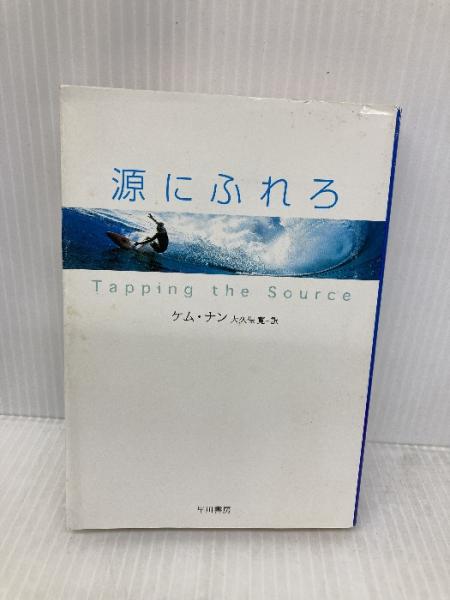 源にふれろ
Tapping the Source
ケム・ナン 大久保 寛=訳
早川書房